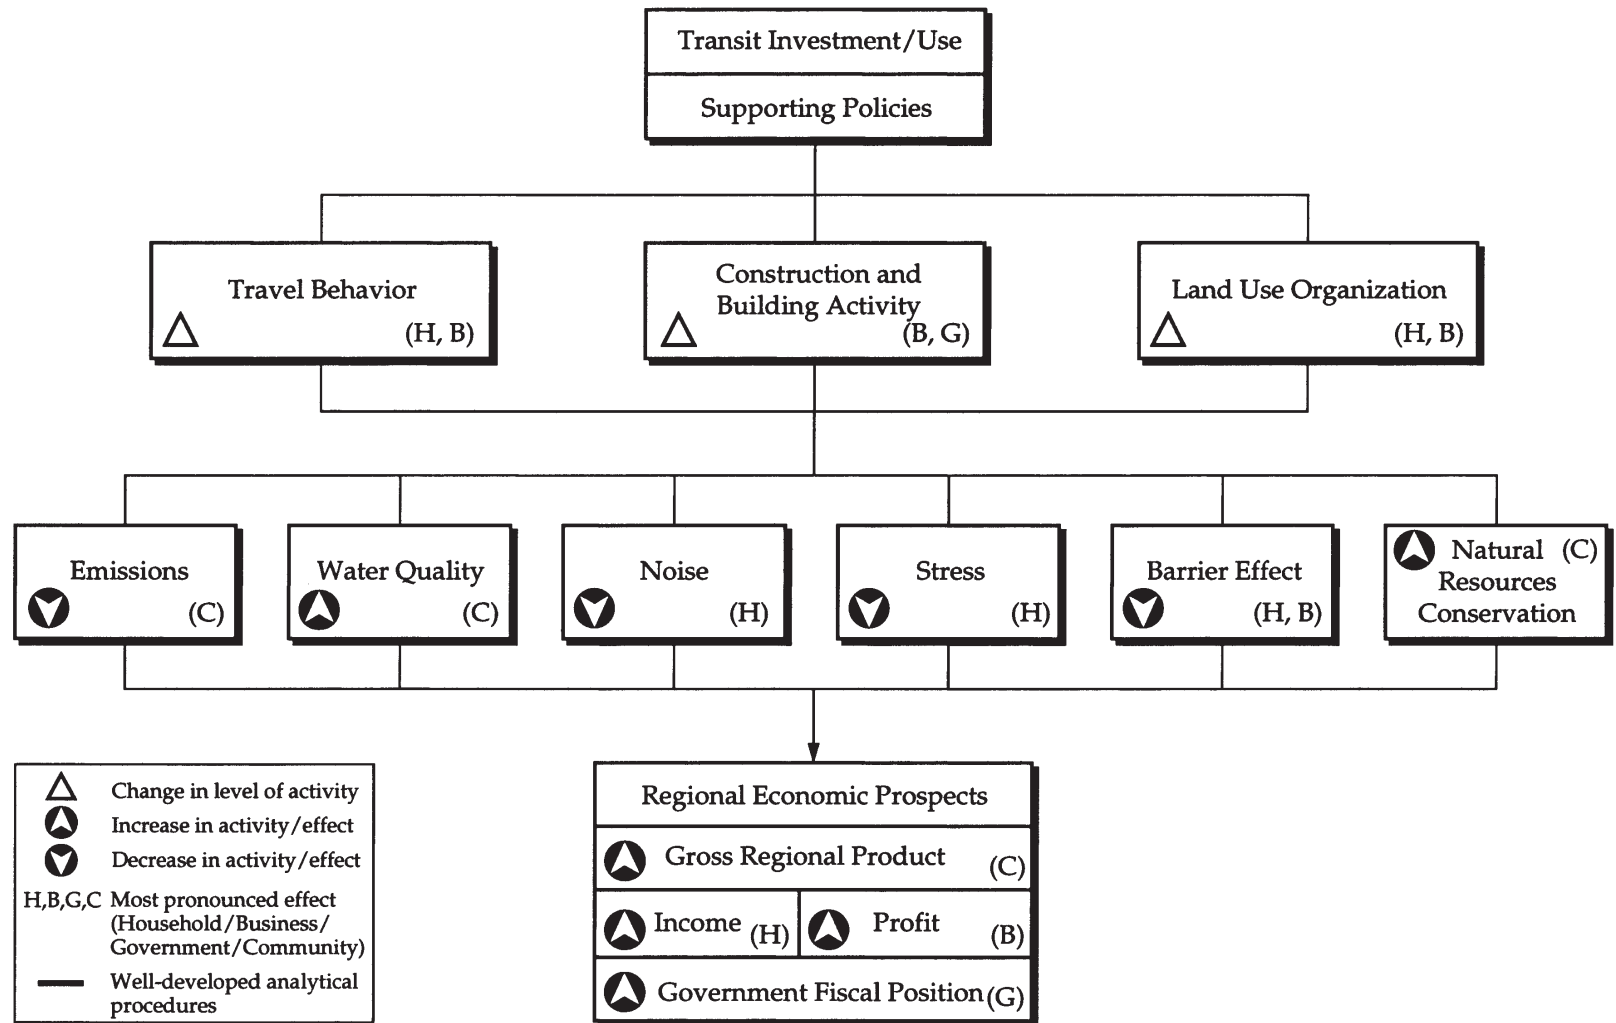 Transit Investment/Use
Supporting Policies
Travel Behavior
(H, B)
Construction and
Building Activity
(B, G)
Land Use Organization
(H, B)
Emissions
(C)
Water Quality
(C)
Noise
(H)
Stress
(H)
Barrier Effect
(H, B)
Natural (C)
Resources
Conservation
Change in level of activity
Increase in activity/effect
Decrease in activity/effect
H,B,G,C Most pronounced effect
(Household/Business/
Government/Community)
Well-developed analytical
procedures
Regional Economic Prospects
Gross Regional Product (C)
Income (H)
Profit (B)
Government Fiscal Position (G)